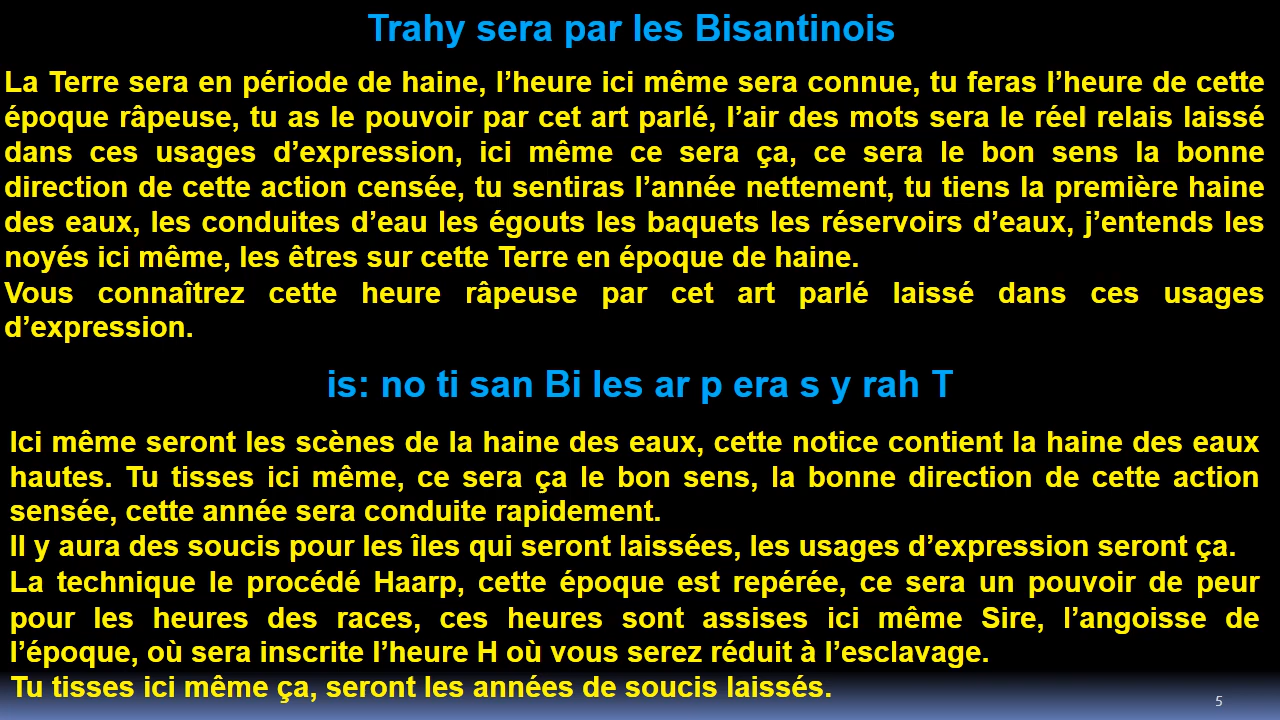 Trahy sera par les Bisantinois
La Terre sera en période de haine, l’heure ici même sera connue, tu feras l’heure de cette
époque râpeuse, tu as le pouvoir par cet art parlé, l’air des mots sera le réel relais laissé
dans ces usages d’expression, ici même ce sera ça, ce sera le bon sens la bonne
direction de cette action censée, tu sentiras l’année nettement, tu tiens la première haine
des eaux, les conduites d’eau les égouts les baquets les réservoirs d’eaux, j’entends les
noyés ici même, les êtres sur cette Terre en époque de haine.
Vous connaîtrez cette heure râpeuse par cet art parlé laissé dans ces usages
d’expression.
is: no ti san Bi les ar p era s y rah T
Ici même seront les scènes de la haine des eaux, cette notice contient la haine des eaux
hautes. Tu tisses ici même, ce sera ça le bon sens, la bonne direction de cette action
sensée, cette année sera conduite rapidement.
Il y aura des soucis pour les îles qui seront laissées, les usages d’expression seront ça.
La technique le procédé Haarp, cette époque est repérée, ce sera un pouvoir de peur
pour les heures des races, ces heures sont assises ici même Sire, l’angoisse de
l’époque, où sera inscrite l’heure H où vous serez réduit à l’esclavage.
Tu tisses ici même ça, seront les années de soucis laissés.
5